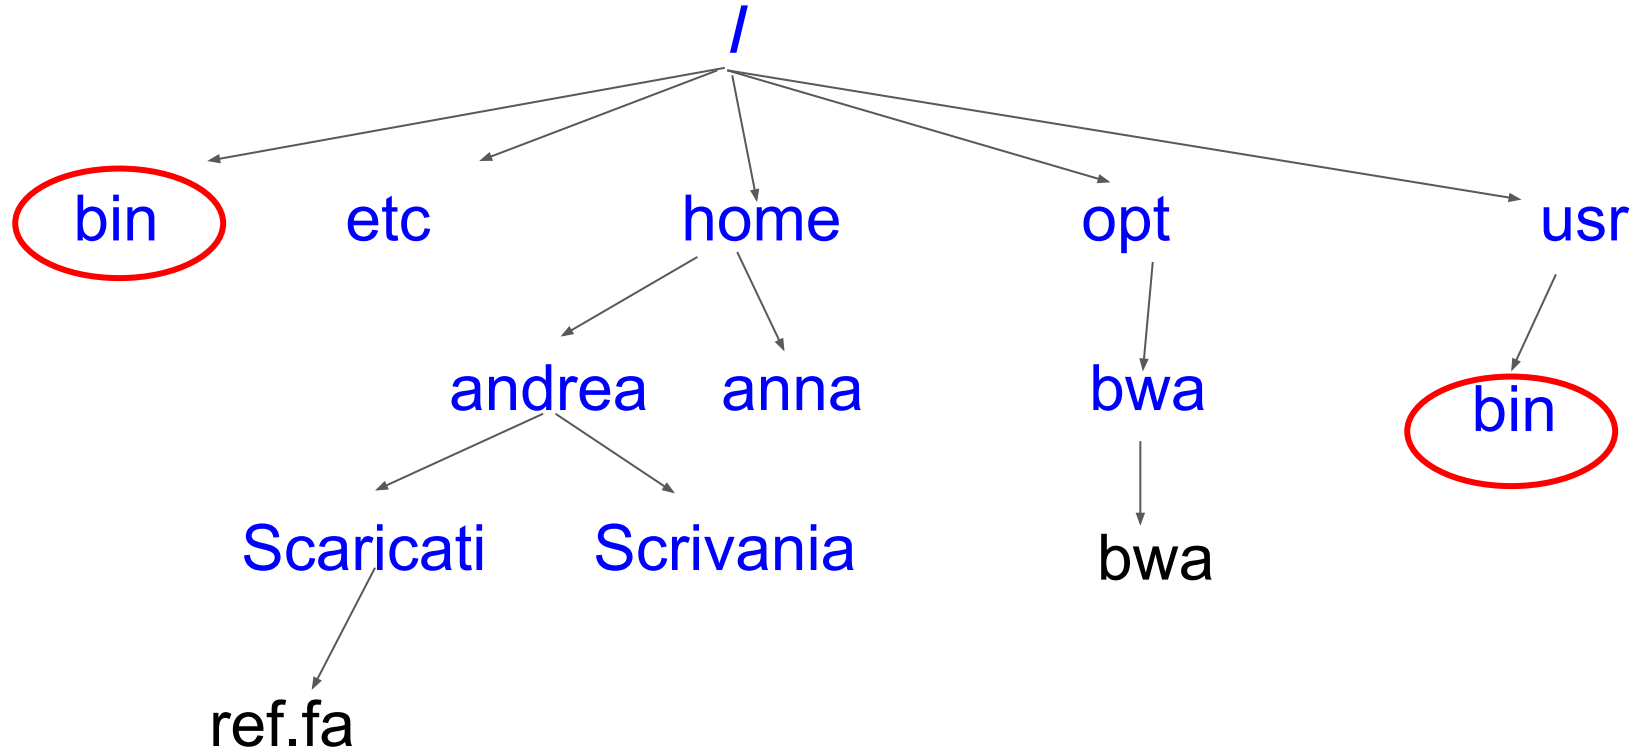 /
bin etc home opt usr
andrea anna bwa bin
Scaricati Scrivania bwa
ref.fa